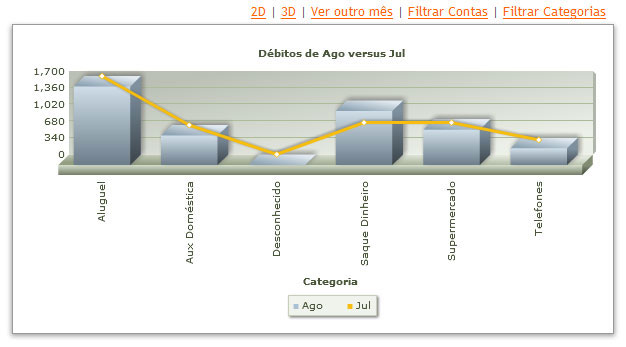 2D | 3D | Ver outro mês | Filtrar Contas | Filtrar Categorias
Débitos de Ago versus Jul
1,700
1,360
1,020
680
340
0
Aluguel
Aux Doméstica
Desconhecido
Saque Dinheiro
Supermercado
Telefones
Categoria
Ago Jul